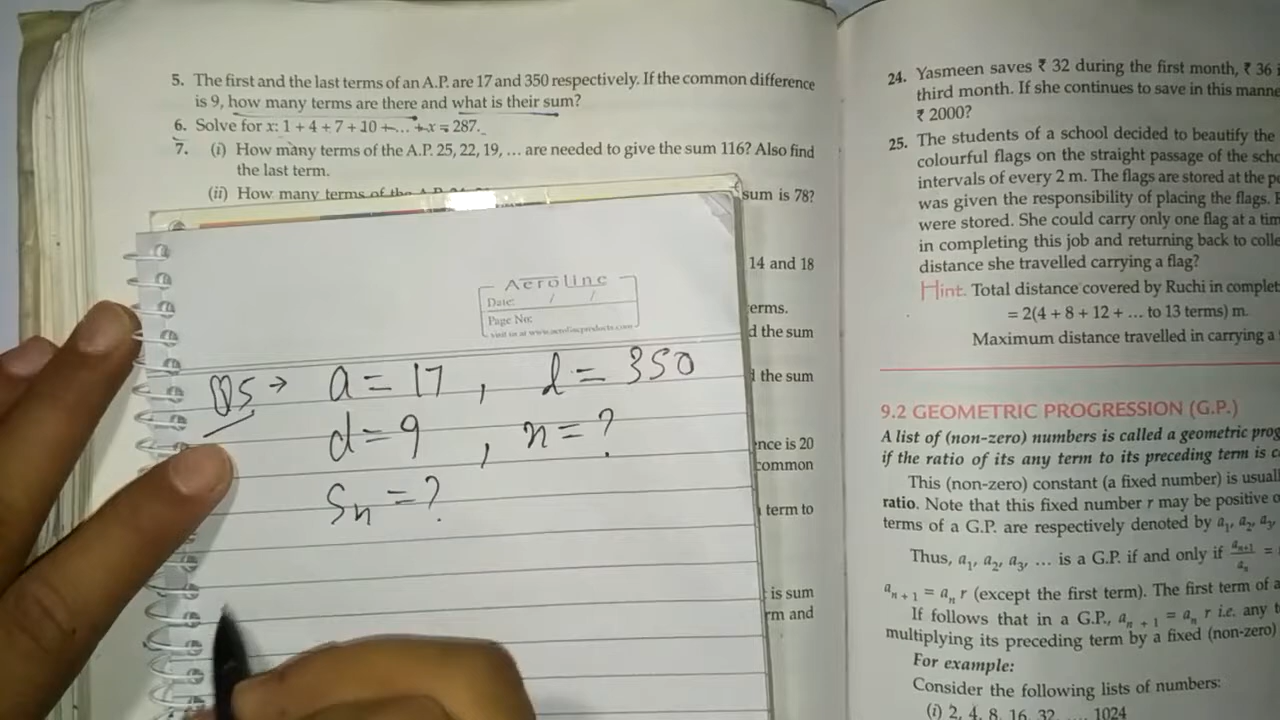 5. The first and the last terms of an A.P. are 17 and 350 respectively. If the common difference
is 9, how many terms are there and what is their sum?
6. Solve for x: 1 + 4 + 7 + 10 + ... + x = 287.
7. (i) How many terms of the A.P. 25, 22, 19, ... are needed to give the sum 116? Also find
the last term.
(ii) How many terms of the A.P. sum is 78?
14 and 18
erms.
d the sum
the sum
nce is 20
common
term to
is sum
rm and
Aeroline
Date: / /
Page No:
visit us at www.aerolineproducts.com
Q5 → a = 17 , l = 350
d = 9 , n = ?
Sn = ?
24. Yasmeen saves ₹ 32 during the first month, ₹ 36 i
third month. If she continues to save in this manne
₹ 2000?
25. The students of a school decided to beautify the
colourful flags on the straight passage of the scho
intervals of every 2 m. The flags are stored at the po
was given the responsibility of placing the flags.
were stored. She could carry only one flag at a tim
in completing this job and returning back to colle
distance she travelled carrying a flag?
Hint. Total distance covered by Ruchi in complet
= 2(4 + 8 + 12 + ... to 13 terms) m.
Maximum distance travelled in carrying a
9.2 GEOMETRIC PROGRESSION (G.P.)
A list of (non-zero) numbers is called a geometric prog
if the ratio of its any term to its preceding term is c
This (non-zero) constant (a fixed number) is usuall
ratio. Note that this fixed number r may be positive o
terms of a G.P. are respectively denoted by a₁, a₂, a₃,
Thus, a₁, a₂, a₃, ... is a G.P. if and only if aₙ₊₁/aₙ =
aₙ₊₁ = aₙ r (except the first term). The first term of a
If follows that in a G.P., aₙ₊₁ = aₙ r i.e. any t
multiplying its preceding term by a fixed (non-zero)
For example:
Consider the following lists of numbers:
(i) 2, 4, 8, 16, 32, ..., 1024